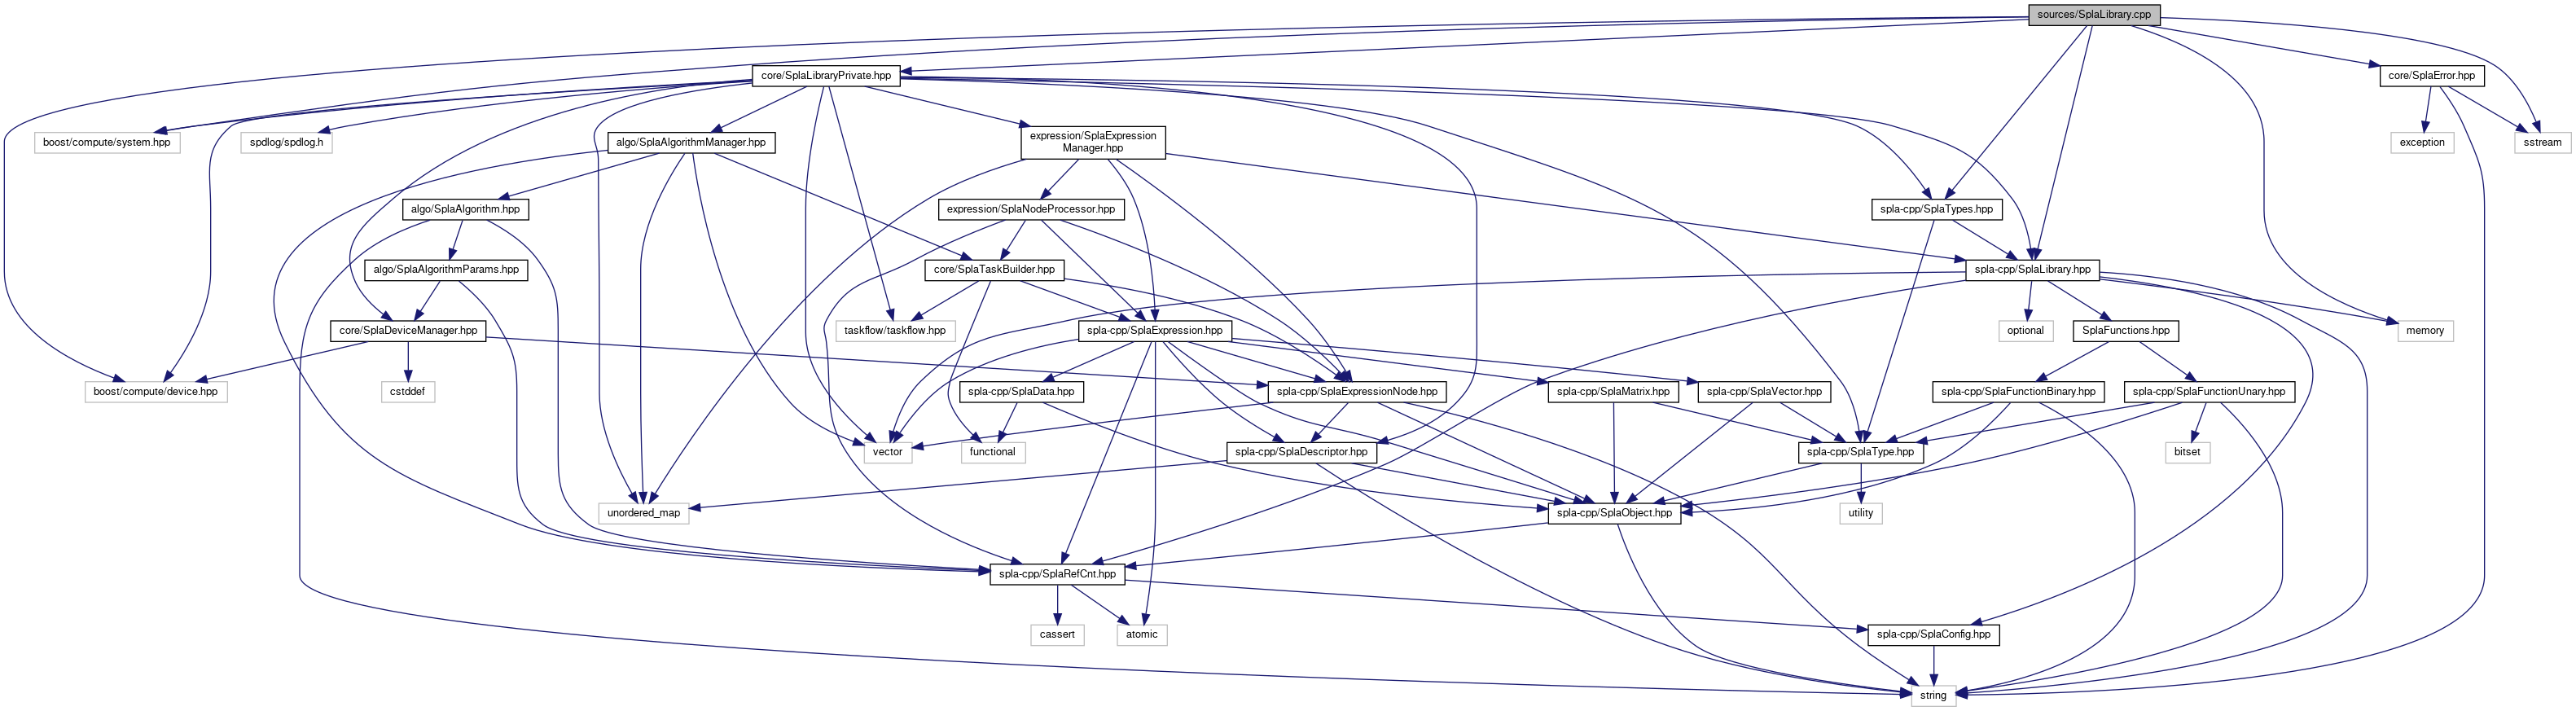 sources/SplaLibrary.cpp
core/SplaLibraryPrivate.hpp
core/SplaError.hpp
boost/compute/system.hpp
spdlog/spdlog.h
algo/SplaAlgorithmManager.hpp
expression/SplaExpression
Manager.hpp
exception
sstream
algo/SplaAlgorithm.hpp
expression/SplaNodeProcessor.hpp
spla-cpp/SplaTypes.hpp
algo/SplaAlgorithmParams.hpp
core/SplaTaskBuilder.hpp
spla-cpp/SplaLibrary.hpp
core/SplaDeviceManager.hpp
taskflow/taskflow.hpp
spla-cpp/SplaExpression.hpp
optional
SplaFunctions.hpp
memory
boost/compute/device.hpp
cstddef
spla-cpp/SplaData.hpp
spla-cpp/SplaExpressionNode.hpp
spla-cpp/SplaMatrix.hpp
spla-cpp/SplaVector.hpp
spla-cpp/SplaFunctionBinary.hpp
spla-cpp/SplaFunctionUnary.hpp
vector
functional
spla-cpp/SplaDescriptor.hpp
spla-cpp/SplaType.hpp
bitset
unordered_map
spla-cpp/SplaObject.hpp
utility
spla-cpp/SplaRefCnt.hpp
cassert
atomic
spla-cpp/SplaConfig.hpp
string